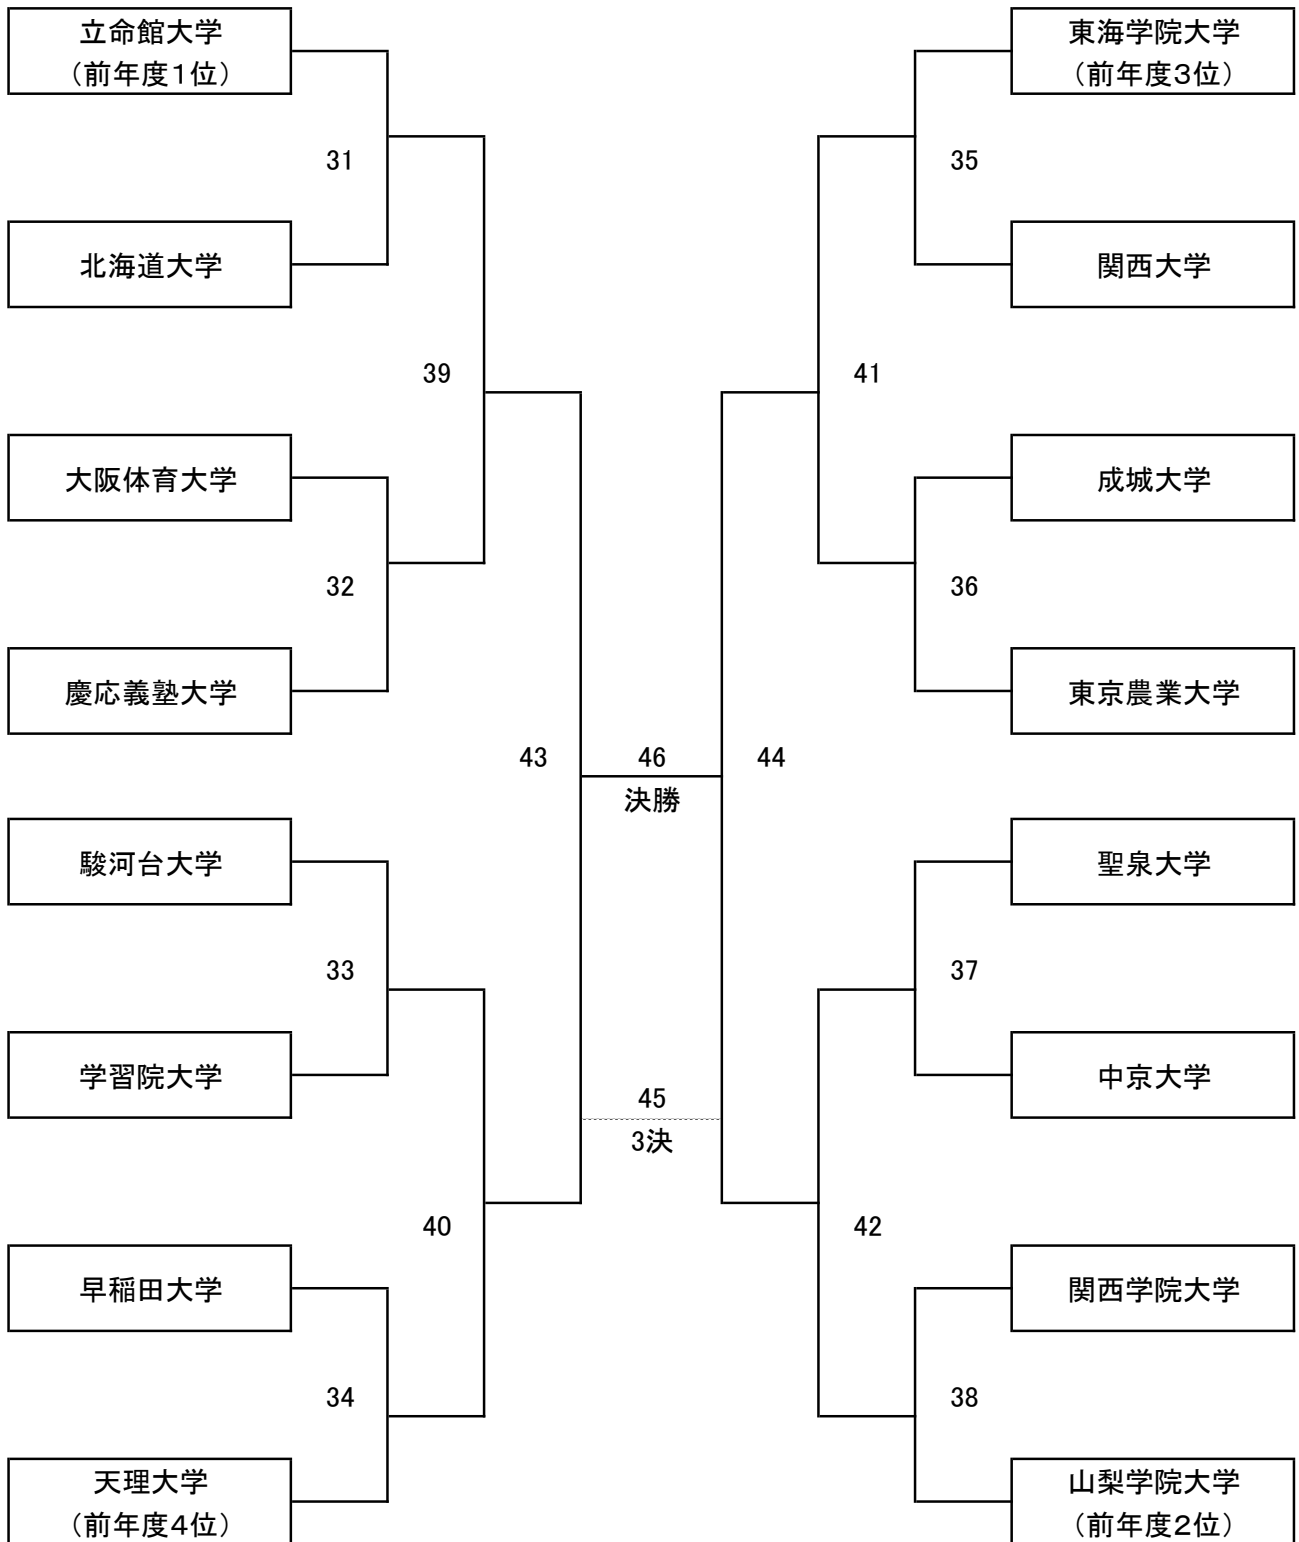 立命館大学
（前年度1位）
31
北海道大学
39
大阪体育大学
32
慶応義塾大学
43
駿河台大学
33
学習院大学
40
早稲田大学
34
天理大学
（前年度4位）
46
決勝
45
3決
東海学院大学
（前年度3位）
35
関西大学
41
成城大学
36
東京農業大学
44
聖泉大学
37
中京大学
42
関西学院大学
38
山梨学院大学
（前年度2位）